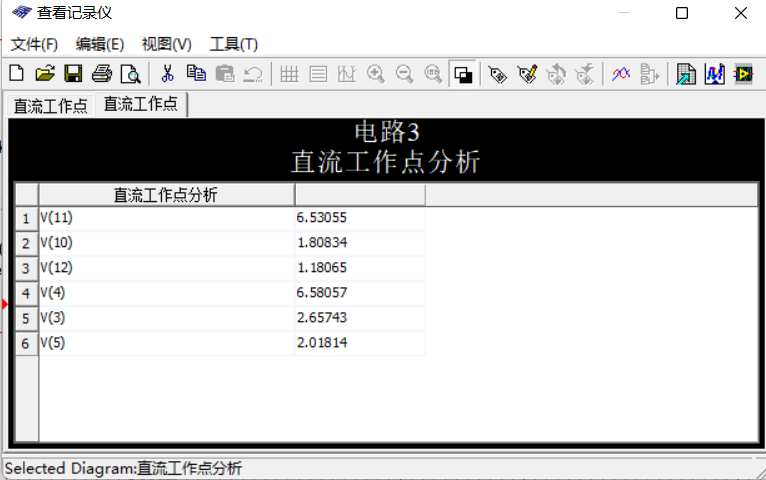 查看记录仪
文件(F) 编辑(E) 视图(V) 工具(T)
直流工作点 直流工作点
电路3
直流工作点分析
直流工作点分析
1 V(11) 6.53055
2 V(10) 1.80834
3 V(12) 1.18065
4 V(4) 6.58057
5 V(3) 2.65743
6 V(5) 2.01814
Selected Diagram:直流工作点分析